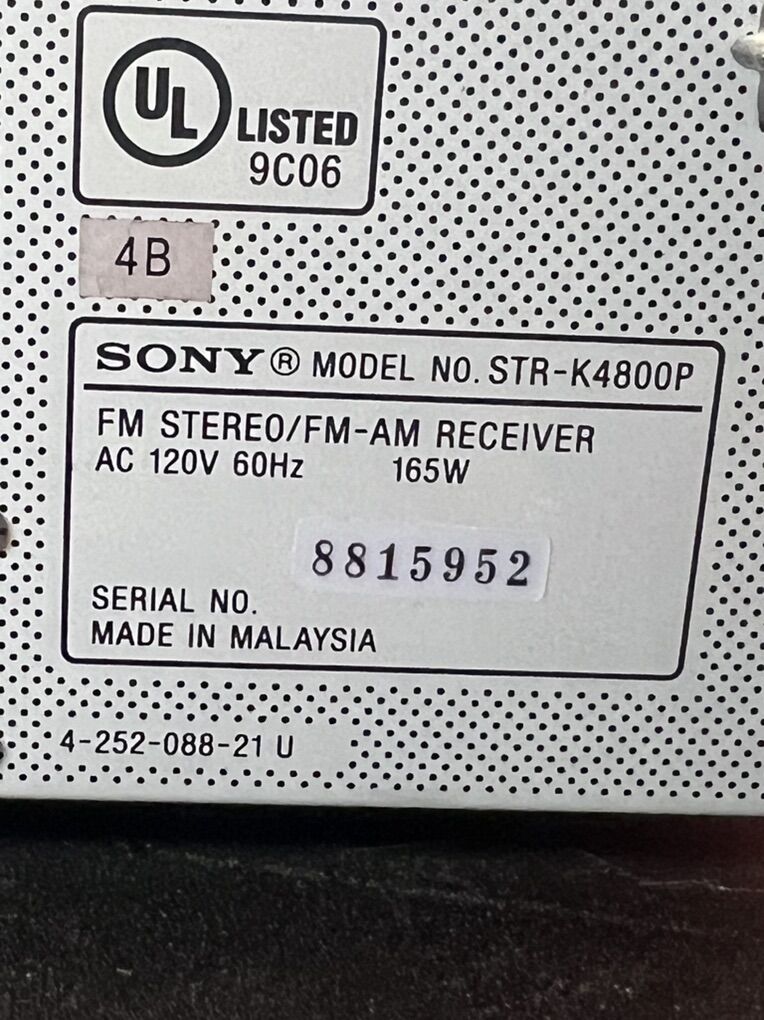 UL LISTED
9C06
4B
SONY® MODEL NO. STR-K4800P
FM STEREO/FM-AM RECEIVER
AC 120V 60Hz 165W
8815952
SERIAL NO.
MADE IN MALAYSIA
4-252-088-21 U